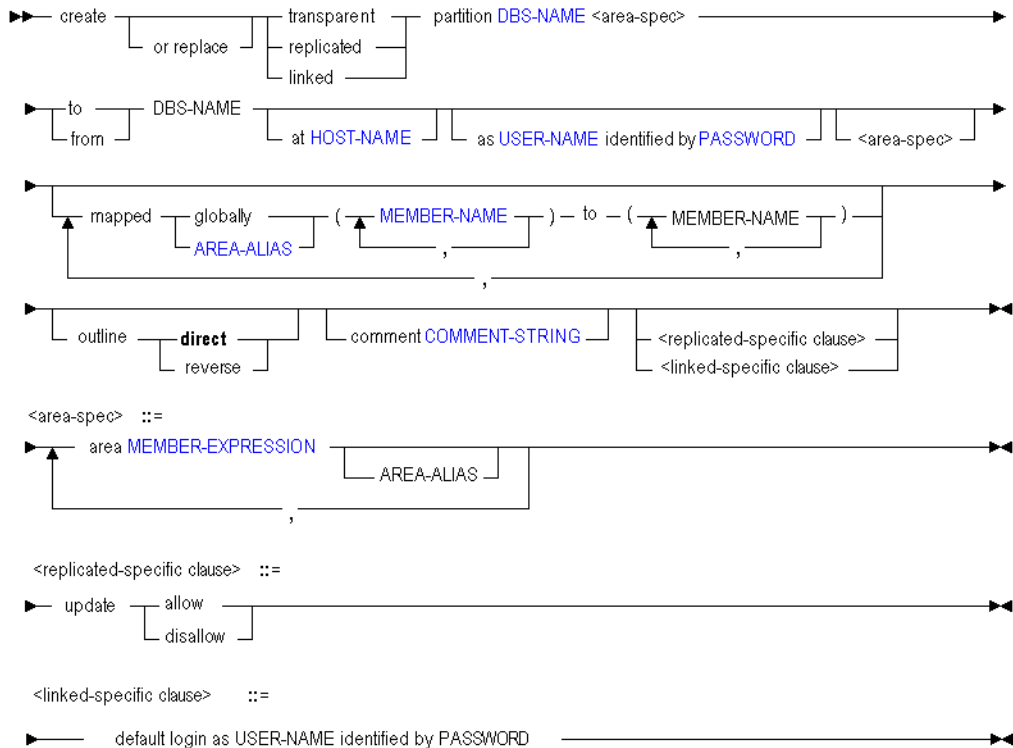 create transparent partition DBS-NAME <area-spec>
or replace replicated
linked
to DBS-NAME
from at HOST-NAME as USER-NAME identified by PASSWORD <area-spec>
mapped globally ( MEMBER-NAME ) to ( MEMBER-NAME )
AREA-ALIAS , ,
,
outline direct comment COMMENT-STRING <replicated-specific clause>
reverse <linked-specific clause>
<area-spec> ::=
area MEMBER-EXPRESSION
AREA-ALIAS
,
<replicated-specific clause> ::=
update allow
disallow
<linked-specific clause> ::=
default login as USER-NAME identified by PASSWORD